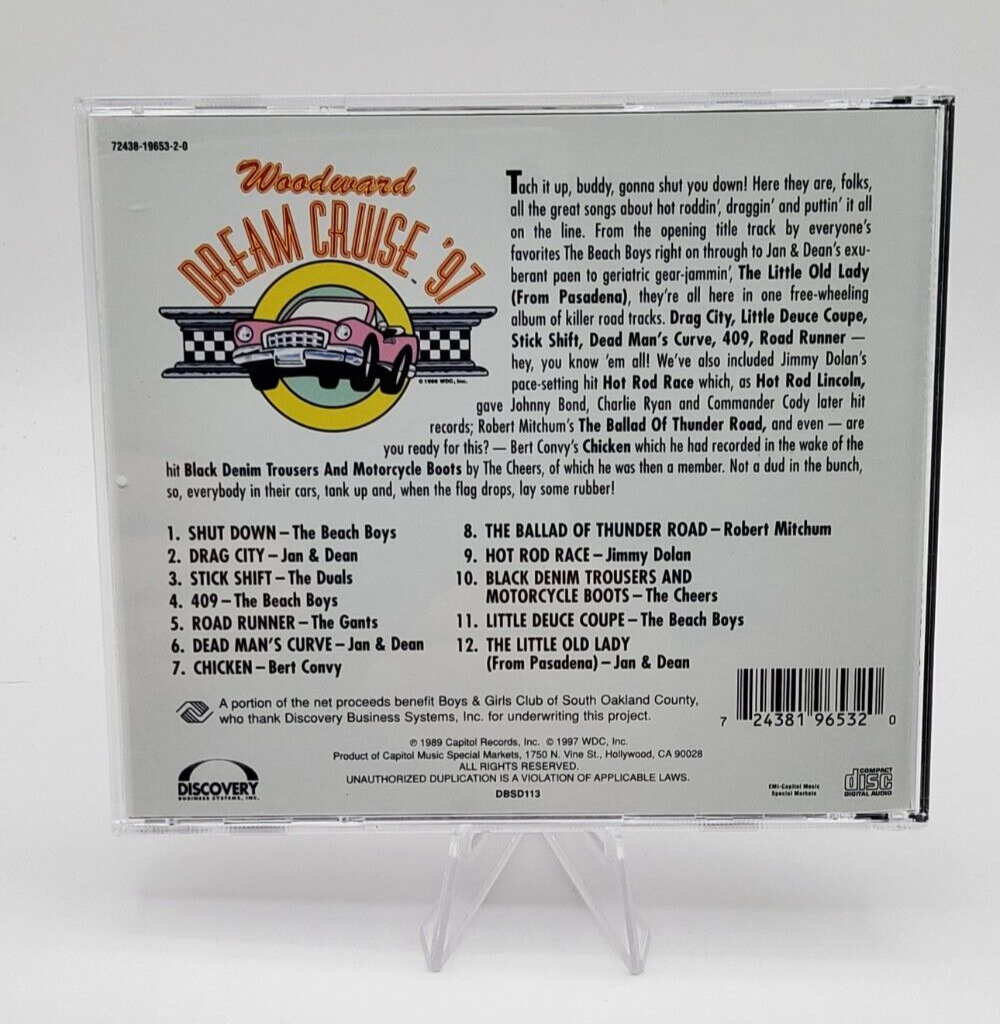 72438-19653-2-0
Woodward
DREAM CRUISE ™ '97
© 1996 WDC, Inc.
Tach it up, buddy, gonna shut you down! Here they are, folks,
all the great songs about hot roddin', draggin' and puttin' it all
on the line. From the opening title track by everyone's
favorites The Beach Boys right on through to Jan & Dean's exu-
berant paen to geriatric gear-jammin', The Little Old Lady
(From Pasadena), they're all here in one free-wheeling
album of killer road tracks. Drag City, Little Deuce Coupe,
Stick Shift, Dead Man's Curve, 409, Road Runner —
hey, you know 'em all! We've also included Jimmy Dolan's
pace-setting hit Hot Rod Race which, as Hot Rod Lincoln,
gave Johnny Bond, Charlie Ryan and Commander Cody later hit
records; Robert Mitchum's The Ballad Of Thunder Road, and even — are
you ready for this? — Bert Convy's Chicken which he had recorded in the wake of the
hit Black Denim Trousers And Motorcycle Boots by The Cheers, of which he was then a member. Not a dud in the bunch,
so, everybody in their cars, tank up and, when the flag drops, lay some rubber!
1. SHUT DOWN – The Beach Boys
2. DRAG CITY – Jan & Dean
3. STICK SHIFT – The Duals
4. 409 – The Beach Boys
5. ROAD RUNNER – The Gants
6. DEAD MAN'S CURVE – Jan & Dean
7. CHICKEN – Bert Convy
8. THE BALLAD OF THUNDER ROAD – Robert Mitchum
9. HOT ROD RACE – Jimmy Dolan
10. BLACK DENIM TROUSERS AND
MOTORCYCLE BOOTS – The Cheers
11. LITTLE DEUCE COUPE – The Beach Boys
12. THE LITTLE OLD LADY
(From Pasadena) – Jan & Dean
A portion of the net proceeds benefit Boys & Girls Club of South Oakland County,
who thank Discovery Business Systems, Inc. for underwriting this project.
7 24381 96532 0
℗ 1989 Capitol Records, Inc. © 1997 WDC, Inc.
Product of Capitol Music Special Markets, 1750 N. Vine St., Hollywood, CA 90028
ALL RIGHTS RESERVED.
UNAUTHORIZED DUPLICATION IS A VIOLATION OF APPLICABLE LAWS.
DBSD113
DISCOVERY
BUSINESS SYSTEMS, INC.
EMI-Capitol Music
Special Markets
COMPACT
disc
DIGITAL AUDIO